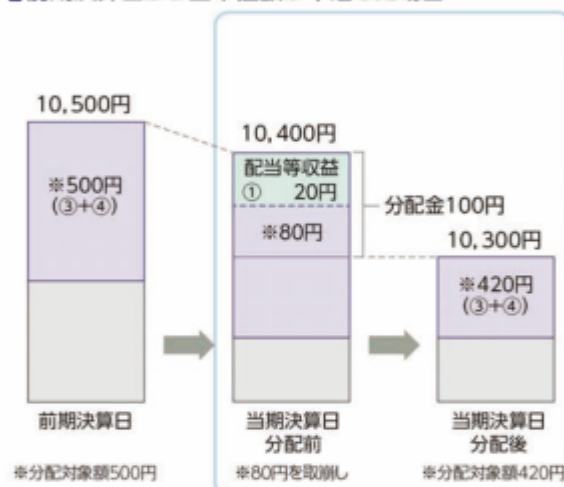 10,500円
※500円
(③+④)
前期決算日
※分配対象額500円
10,400円
配当等収益
① 20円
※80円
分配金100円
当期決算日
分配前
※80円を取崩し
10,300円
※420円
(③+④)
当期決算日
分配後
※分配対象額420円